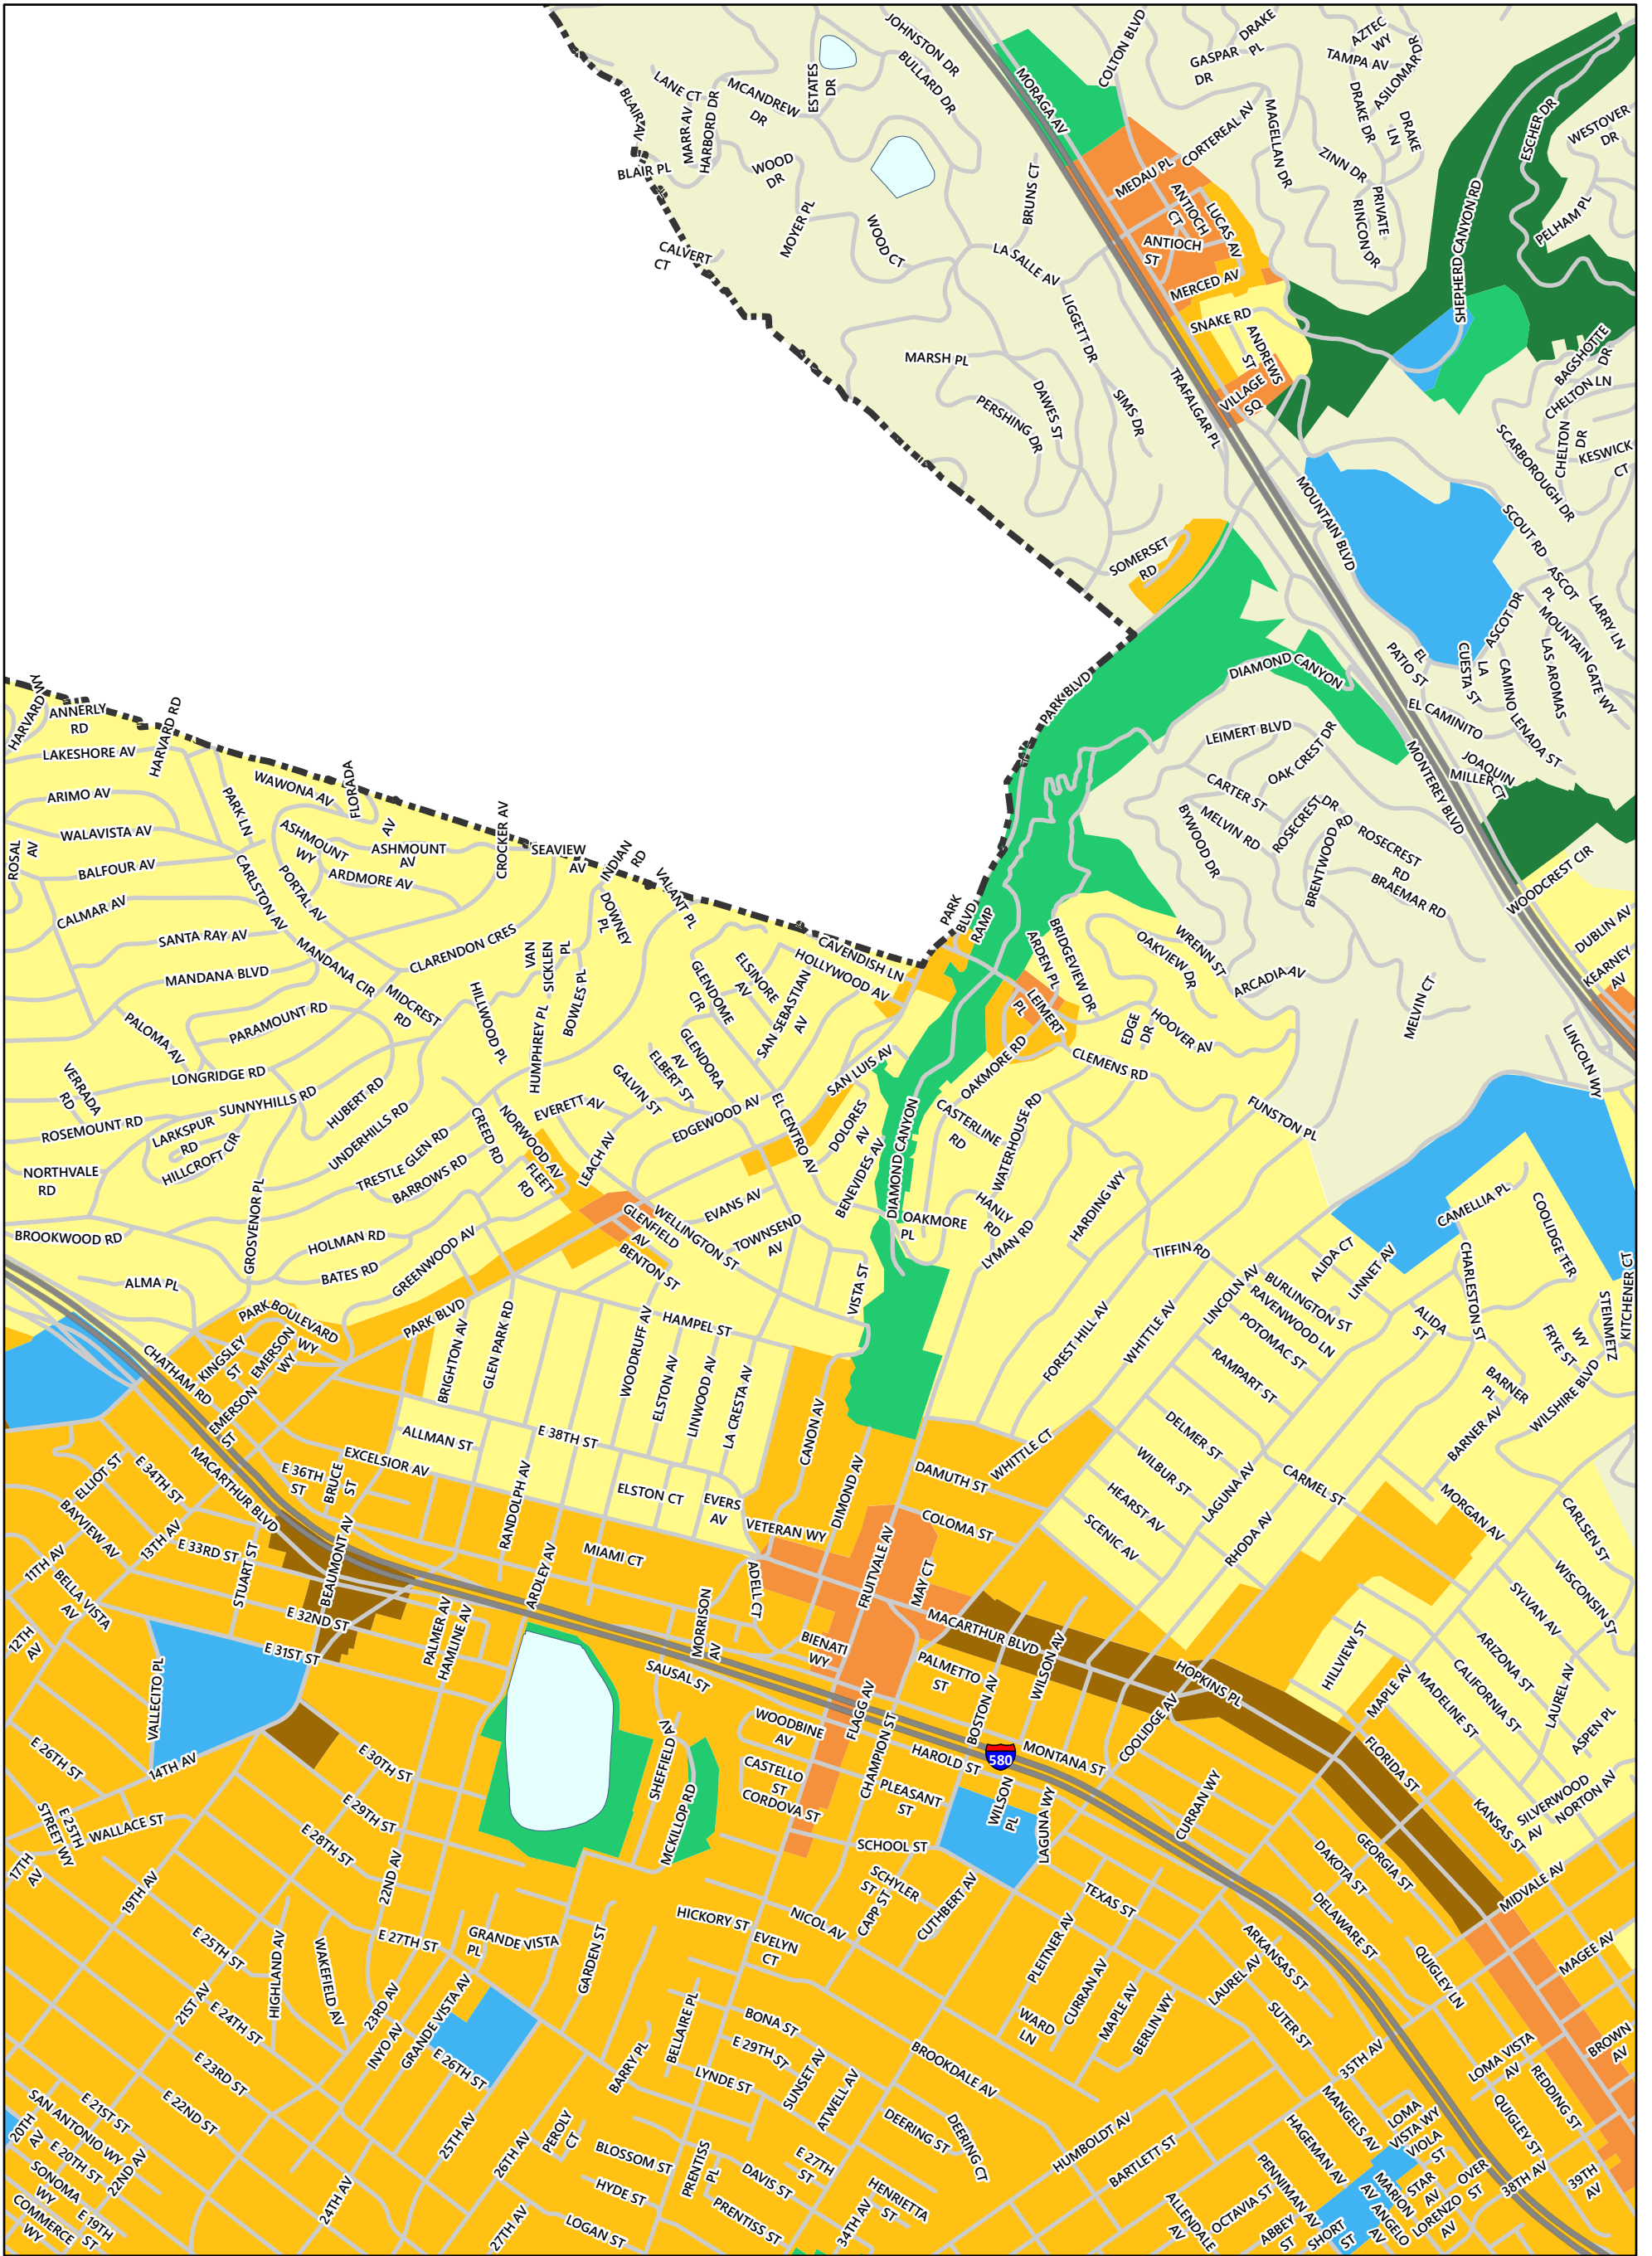 JOHNSTON DR
BULLARD DR
COLTON BLVD
DRAKE
PL
GASPAR
DR
AZTEC
WY
TAMPA AV
ASILOMAR DR
DRAKE DR
DRAKE
LN
MORAGA AV
LANE CT
MCANDREW
DR
ESTATES
DR
BLAIR AV
MARR AV
HARBORD DR
BLAIR PL
WOOD
DR
MOYER PL
WOOD CT
CALVERT
CT
BRUNS CT
LA SALLE AV
MEDAU PL
CORTEREAL AV
MAGELLAN DR
ZINN DR
PRIVATE
RINCON DR
ANTIOCH
CT
LUCAS AV
ANTIOCH
ST
MERCED AV
SNAKE RD
ANDREWS
ST
VILLAGE
SQ
SHEPHERD CANYON RD
ESCHER DR
WESTOVER
DR
PELHAM PL
BAGSHOTTE
DR
CHELTON LN
CHELTON
DR
KESWICK
CT
SCARBOROUGH DR
LIGGETT DR
MARSH PL
DAWES ST
PERSHING DR
SIMS DR
TRAFALGAR PL
MOUNTAIN BLVD
SCOUT RD
ASCOT
PL
LARRY LN
ASCOT DR
MOUNTAIN GATE WY
LAS AROMAS
SOMERSET
RD
EL
PATIO ST
LA
CUESTA ST
CAMINO LENADA ST
EL CAMINITO
JOAQUIN
MILLER CT
MONTEREY BLVD
DIAMOND CANYON
PARK BLVD
LEIMERT BLVD
OAK CREST DR
CARTER ST
MELVIN RD
ROSECREST DR
BYWOOD DR
BRENTWOOD RD
ROSECREST
RD
BRAEMAR RD
WOODCREST CIR
DUBLIN AV
KEARNEY
AV
LINCOLN WY
HARVARD
WY
ANNERLY
RD
HARVARD RD
LAKESHORE AV
ARIMO AV
WALAVISTA AV
ROSAL
AV
BALFOUR AV
CALMAR AV
WAWONA AV
FLORADA
AV
PARK LN
ASHMOUNT
WY
ASHMOUNT
AV
ARDMORE AV
CROCKER AV
SEAVIEW
AV
INDIAN
RD
VALANT PL
CARLSTON AV
PORTAL AV
SANTA RAY AV
MANDANA BLVD
MANDANA CIR
CLARENDON CRES
MIDCREST
RD
VAN
SICKLEN
PL
DOWNEY
PL
BOWLES PL
HILLWOOD PL
HUMPHREY PL
PALOMA AV
PARAMOUNT RD
LONGRIDGE RD
SUNNYHILLS RD
HUBERT RD
UNDERHILLS RD
VERRADA
RD
ROSEMOUNT RD
LARKSPUR
RD
HILLCROFT CIR
NORTHVALE
RD
BROOKWOOD RD
GROSVENOR PL
TRESTLE GLEN RD
BARROWS RD
CREED RD
NORWOOD AV
FLEET
RD
EVERETT AV
LEACH AV
GALVIN ST
ELBERT ST
GLENDORA
AV
GLENDOME
CIR
ELSINORE
AV
SAN SEBASTIAN
AV
CAVENDISH LN
HOLLYWOOD AV
PARK
BLVD
RAMP
ARDEN PL
BRIDGEVIEW DR
LEIMERT
PL
OAKVIEW DR
WRENN ST
ARCADIA AV
MELVIN CT
EDGE
DR
HOOVER AV
CLEMENS RD
OAKMORE RD
SAN LUIS AV
EDGEWOOD AV
EL CENTRO AV
DOLORES
AV
BENEVIDES AV
DIAMOND CANYON
CASTERLINE
RD
WATERHOUSE RD
HANLY
RD
OAKMORE
PL
LYMAN RD
HARDING WY
FUNSTON PL
TIFFIN RD
CAMELLIA PL
COOLIDGE TER
ALIDA CT
LINNET AV
CHARLESTON ST
KITCHENER CT
STEINMETZ
WY
FRYE ST
WILSHIRE BLVD
BARNER
PL
BARNER AV
ALIDA
ST
LINCOLN AV
BURLINGTON ST
RAVENWOOD LN
POTOMAC ST
RAMPART ST
FOREST HILL AV
WHITTLE AV
HOLMAN RD
BATES RD
ALMA PL
GREENWOOD AV
GLENFIELD
AV
WELLINGTON ST
BENTON ST
EVANS AV
TOWNSEND
AV
VISTA ST
HAMPEL ST
PARK BOULEVARD
WY
PARK BLVD
KINGSLEY
ST
EMERSON
WY
EMERSON
ST
CHATHAM RD
BRIGHTON AV
GLEN PARK RD
WOODRUFF AV
ELSTON AV
LINWOOD AV
LA CRESTA AV
CANON AV
DIMOND AV
E 38TH ST
ALLMAN ST
EXCELSIOR AV
RANDOLPH AV
ELSTON CT
EVERS
AV
VETERAN WY
MIAMI CT
ADELL CT
DAMUTH ST
WHITTLE CT
COLOMA ST
DELMER ST
WILBUR ST
HEARST AV
SCENIC AV
LAGUNA AV
RHODA AV
CARMEL ST
MORGAN AV
CARLSEN ST
WISCONSIN ST
SYLVAN AV
ARIZONA ST
CALIFORNIA ST
MADELINE ST
LAUREL AV
ASPEN PL
SILVERWOOD
AV
NORTON AV
KANSAS ST
HILLVIEW ST
MAPLE AV
FLORIDA ST
ELLIOT ST
E 34TH ST
MACARTHUR BLVD
E 36TH
ST
BRUCE
ST
BAYVIEW AV
13TH AV
E 33RD ST
STUART ST
BEAUMONT AV
11TH AV
BELLA VISTA
AV
12TH
AV
E 32ND ST
E 31ST ST
PALMER AV
HAMLINE AV
ARDLEY AV
MORRISON
AV
SAUSAL ST
BIENATI
WY
FRUITVALE AV
MAY CT
MACARTHUR BLVD
PALMETTO
ST
WILSON AV
BOSTON AV
HOPKINS PL
COOLIDGE AV
MONTANA ST
580
VALLECITO PL
14TH AV
E 26TH ST
E 30TH ST
E 29TH ST
E 28TH ST
WALLACE ST
E 25TH
STREET WY
17TH
AV
19TH AV
22ND AV
SHEFFIELD AV
MCKILLOP RD
WOODBINE
AV
CASTELLO
ST
CORDOVA ST
FLAGG AV
CHAMPION ST
HAROLD ST
PLEASANT
ST
WILSON
PL
LAGUNA WY
SCHOOL ST
SCHYLER
ST
CAPP ST
CUTHBERT AV
CURRAN WY
TEXAS ST
GEORGIA ST
DAKOTA ST
DELAWARE ST
MIDVALE AV
MAGEE AV
QUIGLEY LN
BROWN
AV
E 25TH ST
HIGHLAND AV
WAKEFIELD AV
E 27TH ST
GRANDE VISTA
PL
GARDEN ST
HICKORY ST
EVELYN
CT
NICOL AV
PLEITNER AV
CURRAN AV
MAPLE AV
WARD
LN
BERLIN WY
LAUREL AV
ARKANSAS ST
SUTER ST
35TH AV
21ST AV
E 24TH ST
E 23RD ST
E 22ND ST
23RD AV
INYO AV
GRANDE VISTA AV
E 26TH ST
BELLAIRE PL
BARRY PL
BONA ST
E 29TH ST
LYNDE ST
SUNSET AV
ATWELL AV
BROOKDALE AV
DEERING ST
DEERING CT
HUMBOLDT AV
BARTLETT ST
LOMA VISTA
AV
REDDING ST
QUIGLEY ST
LOMA
VISTA WY
VIOLA
ST
MANGELS AV
HAGEMAN AV
PENNIMAN AV
MARION
AV
STAR
AV
ANGELO
AV
LORENZO
AV
OVER
ST
38TH AV
39TH
AV
SAN ANTONIO WY
E 21ST ST
20TH
AV
E 20TH ST
SONOMA
WY
22ND AV
E 19TH
ST
COMMERCE
WY
24TH AV
25TH AV
26TH AV
27TH AV
PEROLY
CT
BLOSSOM ST
HYDE ST
LOGAN ST
PRENTISS
PL
PRENTISS ST
DAVIS ST
E 27TH
ST
34TH AV
HENRIETTA
ST
ALLENDALE
AV
OCTAVIA ST
ABBEY
ST
SHORT
ST